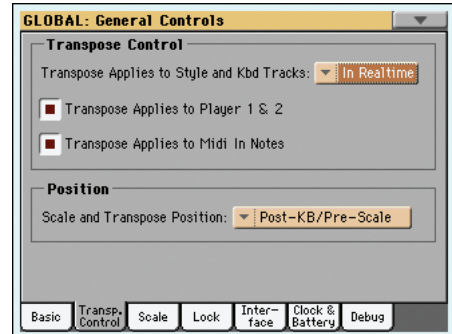 GLOBAL: General Controls
Transpose Control
Transpose Applies to Style and Kbd Tracks: In Realtime
Transpose Applies to Player 1 & 2
Transpose Applies to Midi In Notes
Position
Scale and Transpose Position: Post-KB/Pre-Scale
Basic
Transp.
Control
Scale
Lock
Inter-
face
Clock &
Battery
Debug